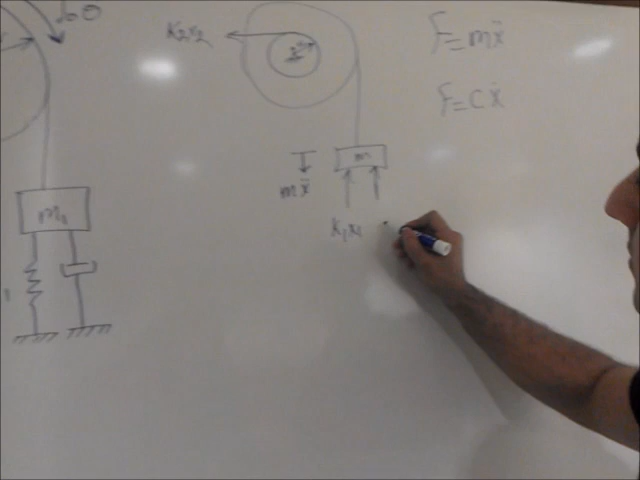 θ
K₂x₂
F=mẍ
F=cẋ
m
mẍ
m₁
K₁x₁